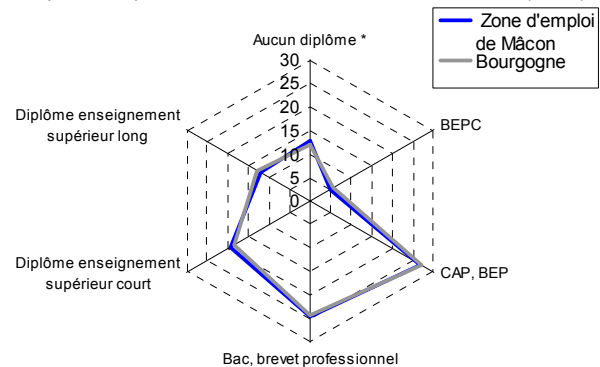 Zone d'emploi
de Mâcon
Bourgogne
Aucun diplôme *
30
25
20
15
10
5
0
BEPC
CAP, BEP
Bac, brevet professionnel
Diplôme enseignement
supérieur court
Diplôme enseignement
supérieur long